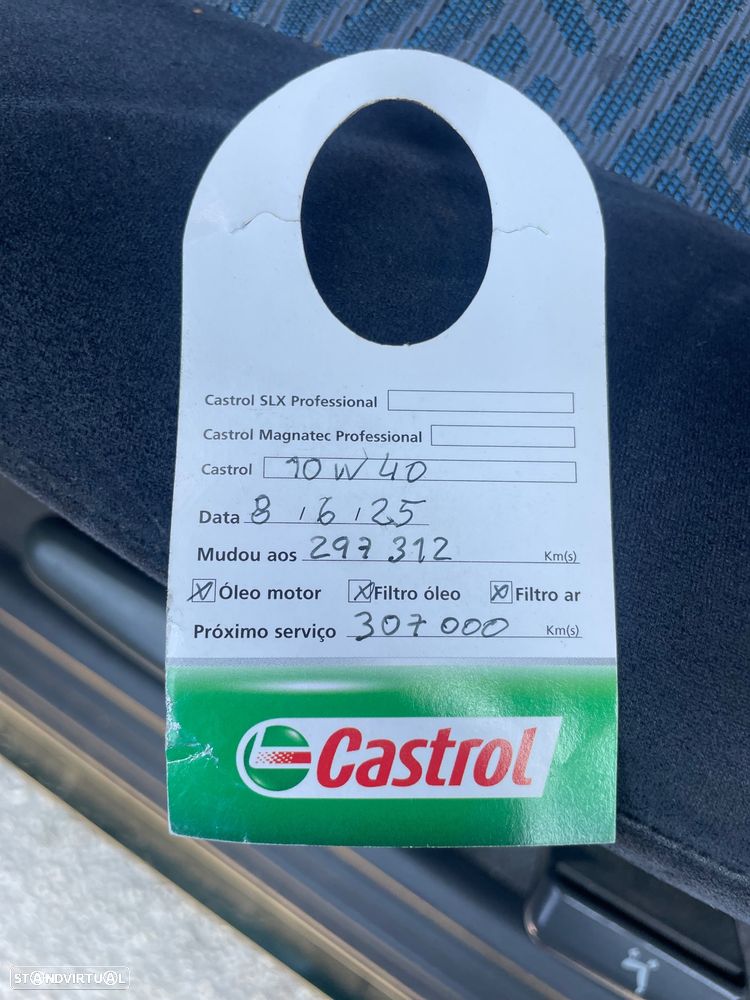 Castrol SLX Professional
Castrol Magnatec Professional
Castrol 10W40
Data 8 / 6 / 25
Mudou aos 297 312 Km(s)
X Óleo motor X Filtro óleo X Filtro ar
Próximo serviço 307 000 Km(s)
Castrol
STANDVIRTUAL